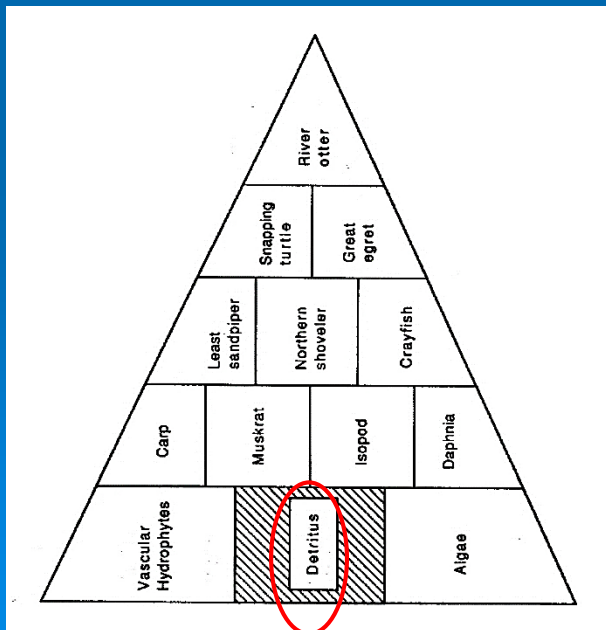 River
otter
Snapping
turtle
Great
egret
Least
sandpiper
Northern
shoveler
Crayfish
Carp
Muskrat
Isopod
Daphnia
Vascular
Hydrophytes
Detritus
Algae